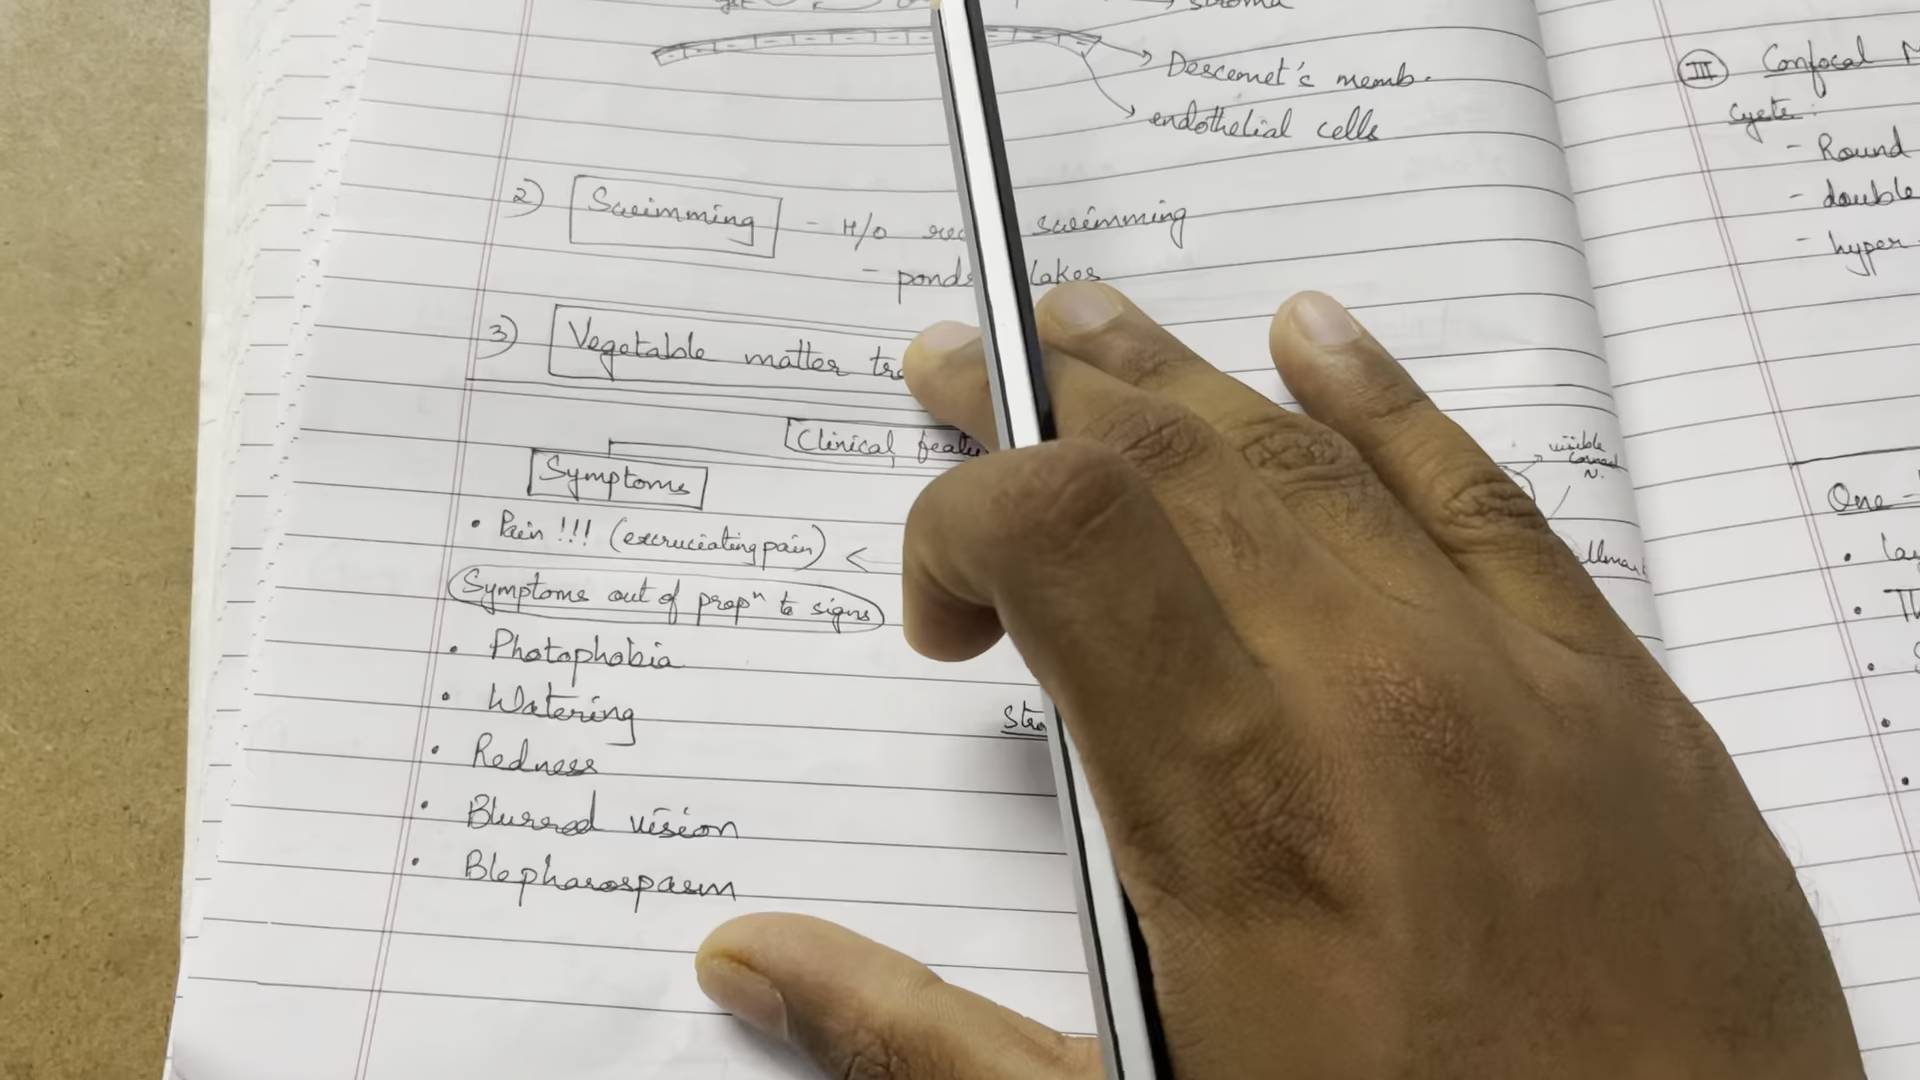 stroma
Descemet's memb.
endothelial cells
2) Swimming - H/O swimming
- ponds lakes
3) Vegetable matter
Clinical
Symptoms
• Pain !!! (excruciating pain) <
Symptoms out of propⁿ to signs
• Photophobia
• Watering
• Redness
• Blurred vision
• Blepharospasm
visible
corneal
N.
III Confocal
Cysts:
- Round
- double
- hyper
One -